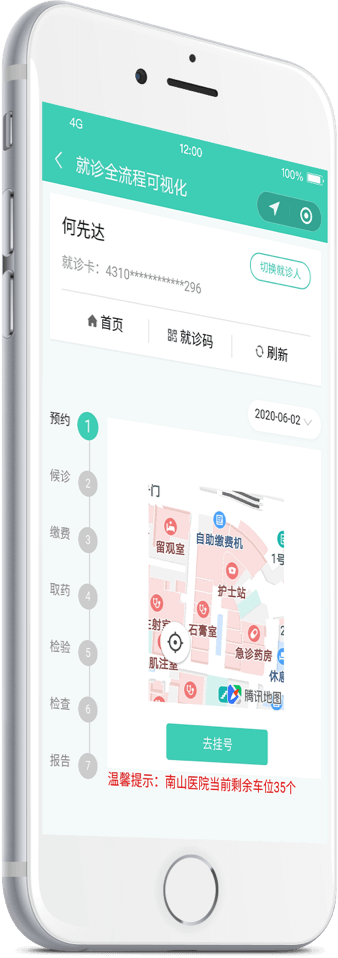 4G
12:00
100%
就诊全流程可视化
何先达
就诊卡：4310************296
切换就诊人
首页
就诊码
刷新
2020-06-02
预约
1
候诊
2
缴费
3
取药
4
检验
5
检查
6
报告
7
门
自助缴费机
1号
留观室
护士站
注射室
石膏室
急诊药房
肌注室
休息
腾讯地图
去挂号
温馨提示：南山医院当前剩余车位35个